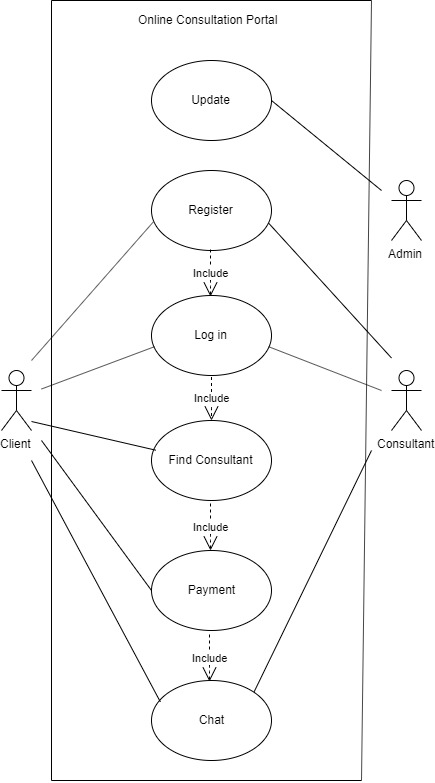 Online Consultation Portal
Update
Register
Admin
Include
Log in
Include
Client
Consultant
Find Consultant
Include
Payment
Include
Chat